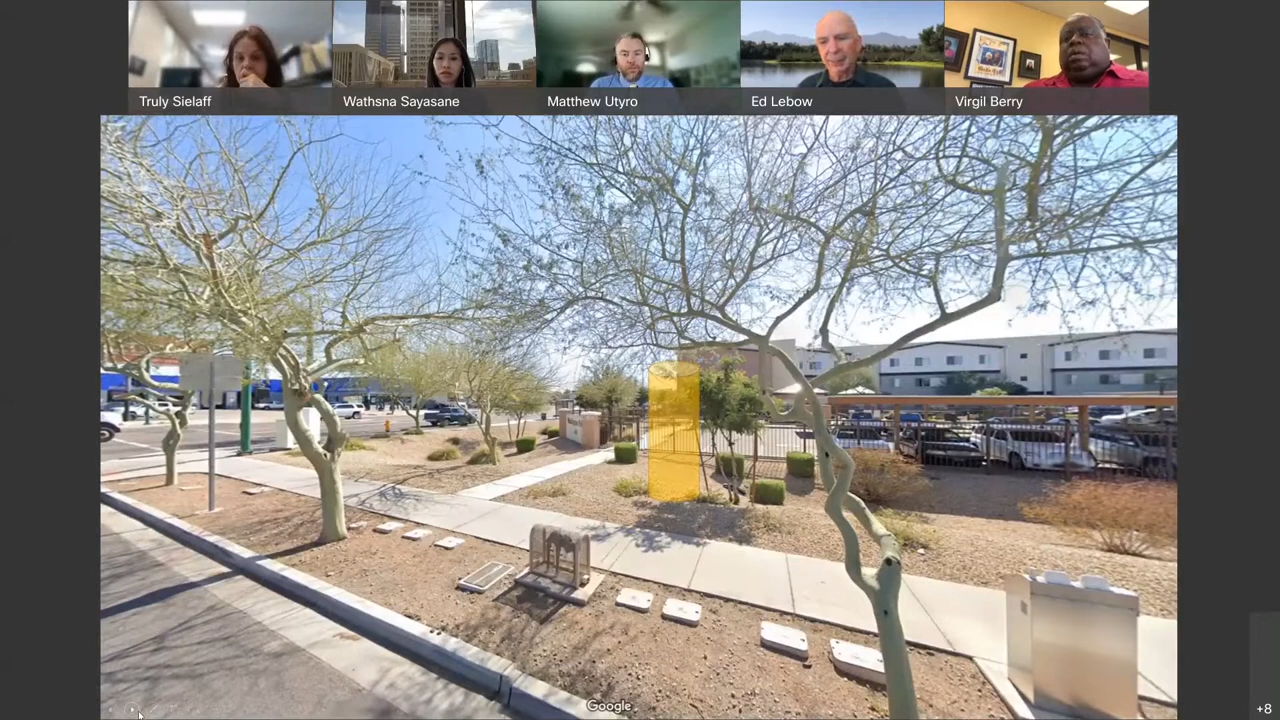 Truly Sielaff
Wathsna Sayasane
Matthew Utyro
Ed Lebow
Virgil Berry
Google
+8